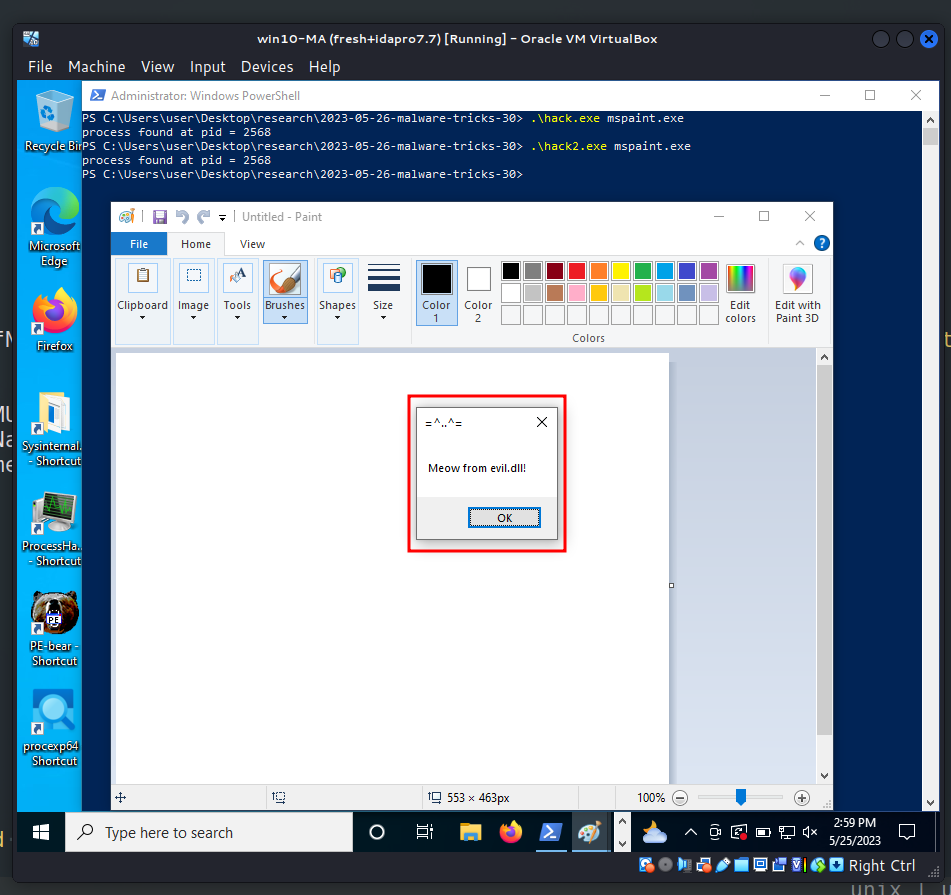 win10-MA (fresh+idapro7.7) [Running] - Oracle VM VirtualBox
File Machine View Input Devices Help
Administrator: Windows PowerShell
PS C:\Users\user\Desktop\research\2023-05-26-malware-tricks-30> .\hack.exe mspaint.exe
process found at pid = 2568
PS C:\Users\user\Desktop\research\2023-05-26-malware-tricks-30> .\hack2.exe mspaint.exe
process found at pid = 2568
PS C:\Users\user\Desktop\research\2023-05-26-malware-tricks-30>
Recycle Bin
Microsoft
Edge
Firefox
Sysinternal...
- Shortcut
ProcessHa...
- Shortcut
PE
PE-bear -
Shortcut
procexp64
Shortcut
Untitled - Paint
File Home View
?
Clipboard Image Tools Brushes Shapes Size
Color
1
Color
2
Edit
colors
Edit with
Paint 3D
Colors
=^..^=
Meow from evil.dll!
OK
553 × 463px
100%
Type here to search
2:59 PM
5/25/2023
Right Ctrl
unix